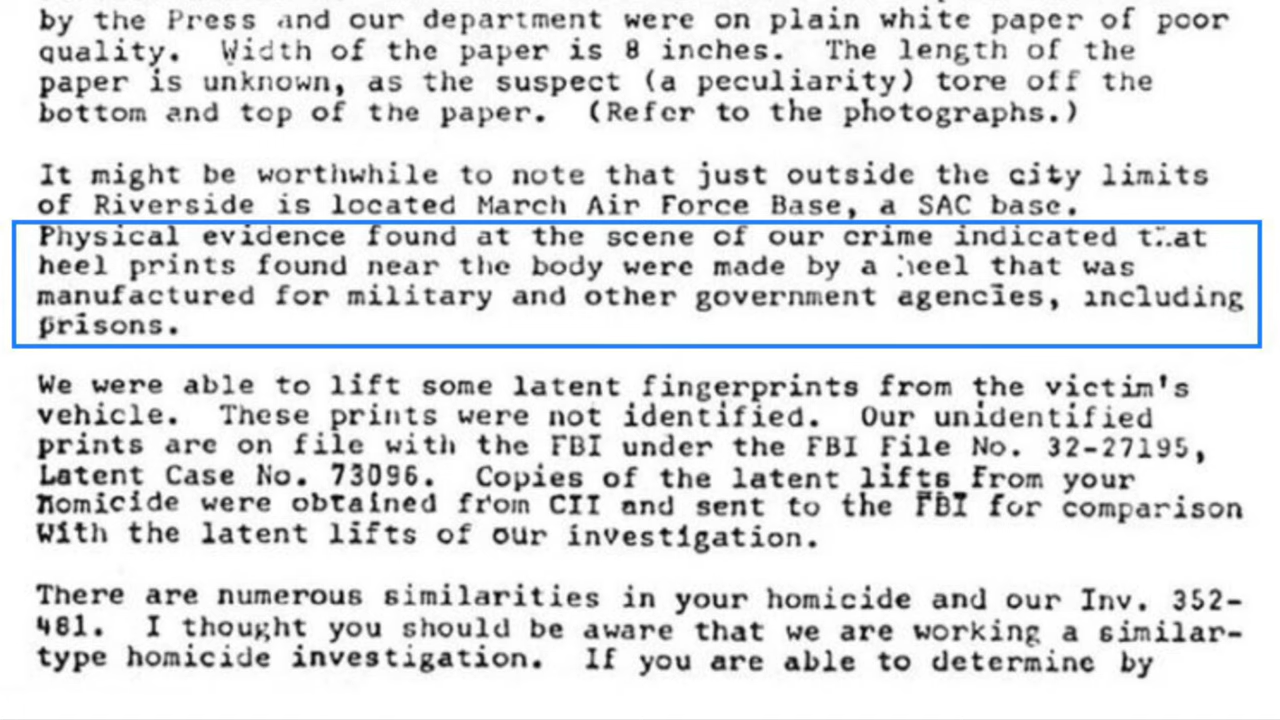 by the Press and our department were on plain white paper of poor
quality. Width of the paper is 8 inches. The length of the
paper is unknown, as the suspect (a peculiarity) tore off the
bottom and top of the paper. (Refer to the photographs.)
It might be worthwhile to note that just outside the city limits
of Riverside is located March Air Force Base, a SAC base.
Physical evidence found at the scene of our crime indicated that
heel prints found near the body were made by a heel that was
manufactured for military and other government agencies, including
prisons.
We were able to lift some latent fingerprints from the victim's
vehicle. These prints were not identified. Our unidentified
prints are on file with the FBI under the FBI File No. 32-27195,
Latent Case No. 73096. Copies of the latent lifts from your
homicide were obtained from CII and sent to the FBI for comparison
with the latent lifts of our investigation.
There are numerous similarities in your homicide and our Inv. 352-
481. I thought you should be aware that we are working a similar-
type homicide investigation. If you are able to determine by